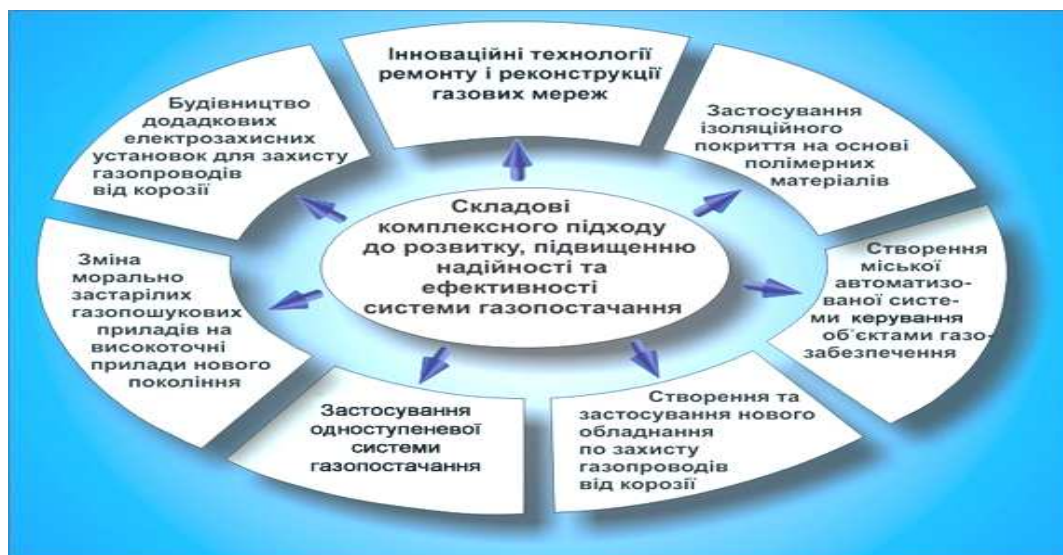 Інноваційні технології
ремонту і реконструкції
газових мереж
Застосування
ізоляційного
покриття на основі
полімерних
матеріалів
Створення
міської
автоматизо-
ваної систе-
ми керування
об'єктами газо-
забезпечення
Створення та
застосування нового
обладнання
по захисту
газопроводів
від корозії
Застосування
одноступеневої
системи
газопостачання
Зміна
морально
застарілих
газопошукових
приладів на
високоточні
прилади нового
покоління
Будівництво
додадкових
електрозахисних
установок для захисту
газопроводів
від корозії
Складові
комплексного підходу
до розвитку, підвищенню
надійності та
ефективності
системи газопостачання